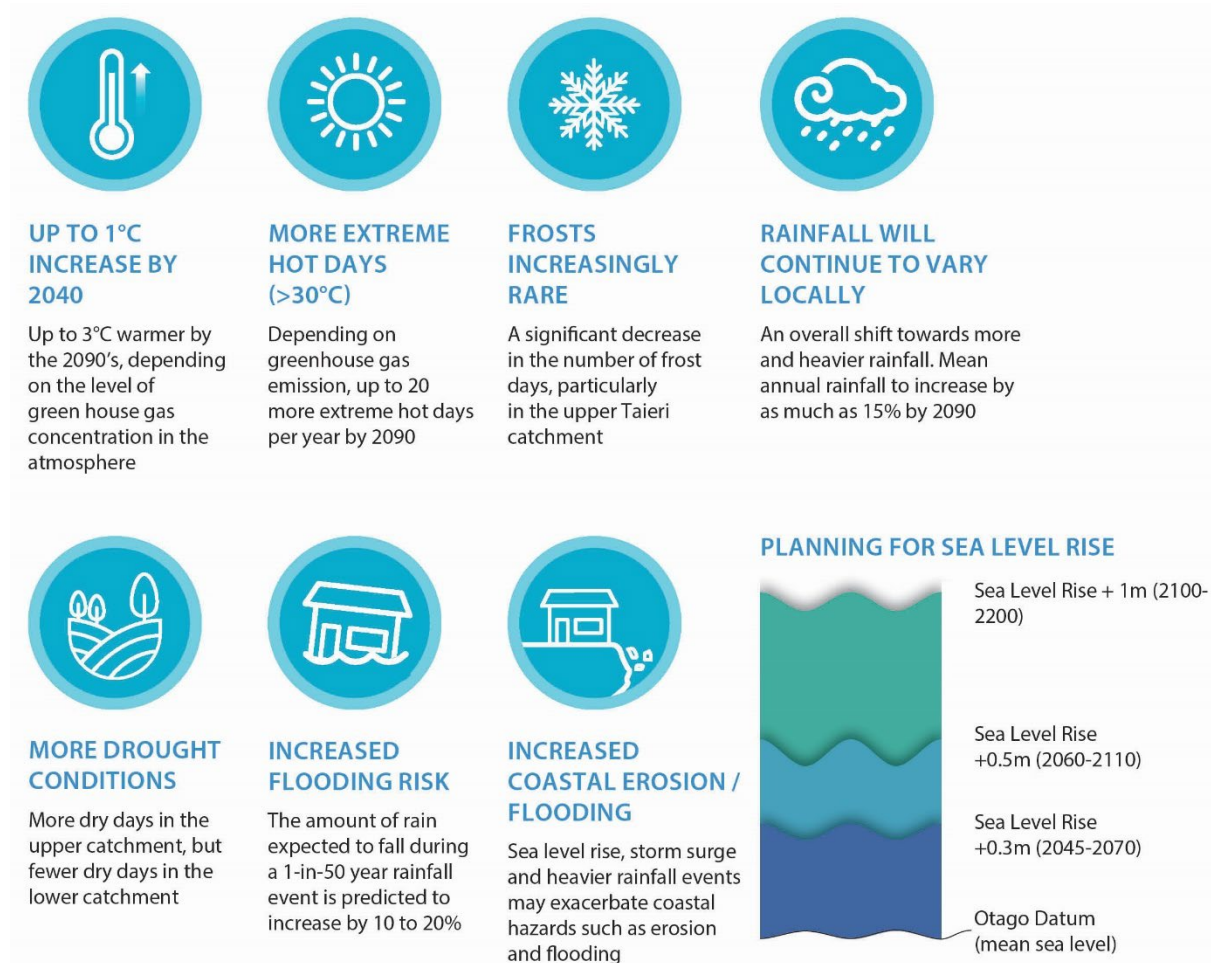 UP TO 1°C
INCREASE BY
2040
Up to 3°C warmer by
the 2090's, depending
on the level of
green house gas
concentration in the
atmosphere
MORE EXTREME
HOT DAYS
(>30°C)
Depending on
greenhouse gas
emission, up to 20
more extreme hot days
per year by 2090
FROSTS
INCREASINGLY
RARE
A significant decrease
in the number of frost
days, particularly
in the upper Taieri
catchment
RAINFALL WILL
CONTINUE TO VARY
LOCALLY
An overall shift towards more
and heavier rainfall. Mean
annual rainfall to increase by
as much as 15% by 2090
MORE DROUGHT
CONDITIONS
More dry days in the
upper catchment, but
fewer dry days in the
lower catchment
INCREASED
FLOODING RISK
The amount of rain
expected to fall during
a 1-in-50 year rainfall
event is predicted to
increase by 10 to 20%
INCREASED
COASTAL EROSION /
FLOODING
Sea level rise, storm surge
and heavier rainfall events
may exacerbate coastal
hazards such as erosion
and flooding
PLANNING FOR SEA LEVEL RISE
Sea Level Rise + 1m (2100-
2200)
Sea Level Rise
+0.5m (2060-2110)
Sea Level Rise
+0.3m (2045-2070)
Otago Datum
(mean sea level)